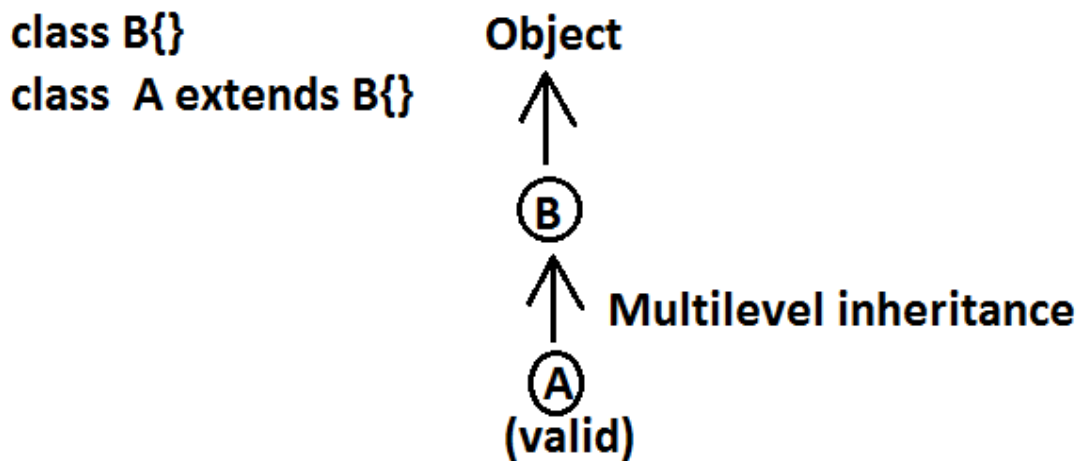 class B{}
class  A extends B{}
Object
B
Multilevel inheritance
A
(valid)